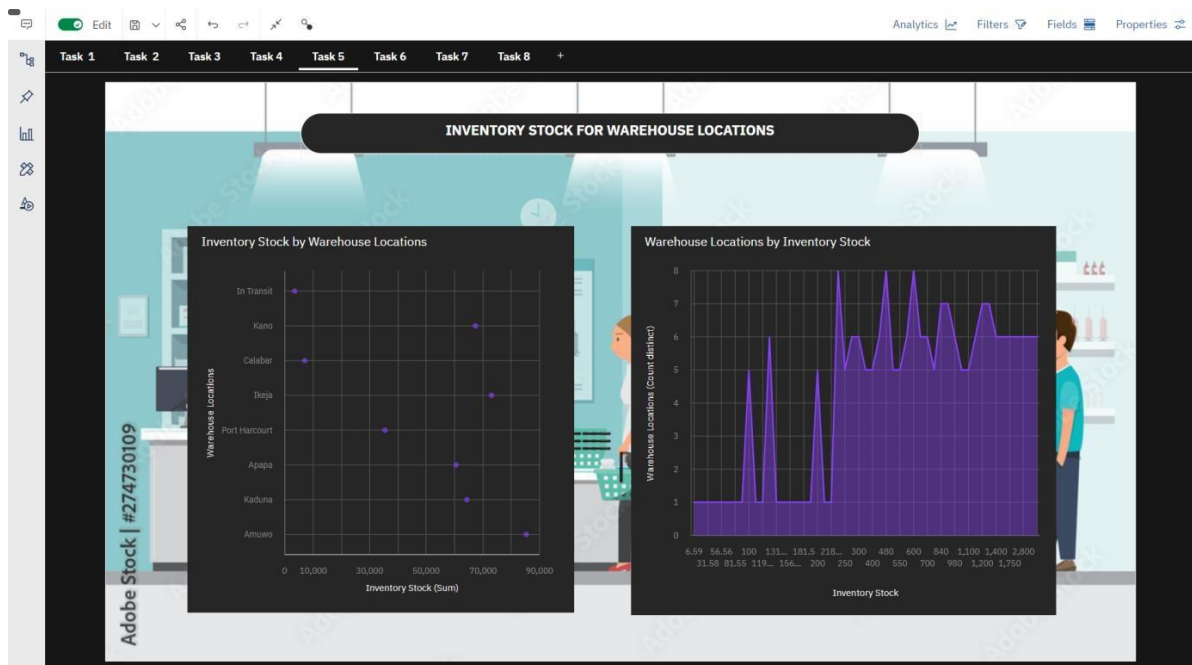 Edit
Analytics
Filters
Fields
Properties
Task 1 Task 2 Task 3 Task 4 Task 5 Task 6 Task 7 Task 8 +
INVENTORY STOCK FOR WAREHOUSE LOCATIONS
Inventory Stock by Warehouse Locations
Warehouse Locations
In Transit
Kano
Calabar
Ikeja
Port Harcourt
Apapa
Kaduna
Amuwo
0 10,000 30,000 50,000 70,000 90,000
Inventory Stock (Sum)
Warehouse Locations by Inventory Stock
Warehouse Locations (Count distinct)
8
7
6
5
4
3
2
1
0
6.59 56.56 100 131... 181.5 218... 300 480 600 840 1,100 1,400 2,800
31.58 81.55 119... 156... 200 250 400 550 700 980 1,200 1,750
Inventory Stock
Adobe Stock | #274730109